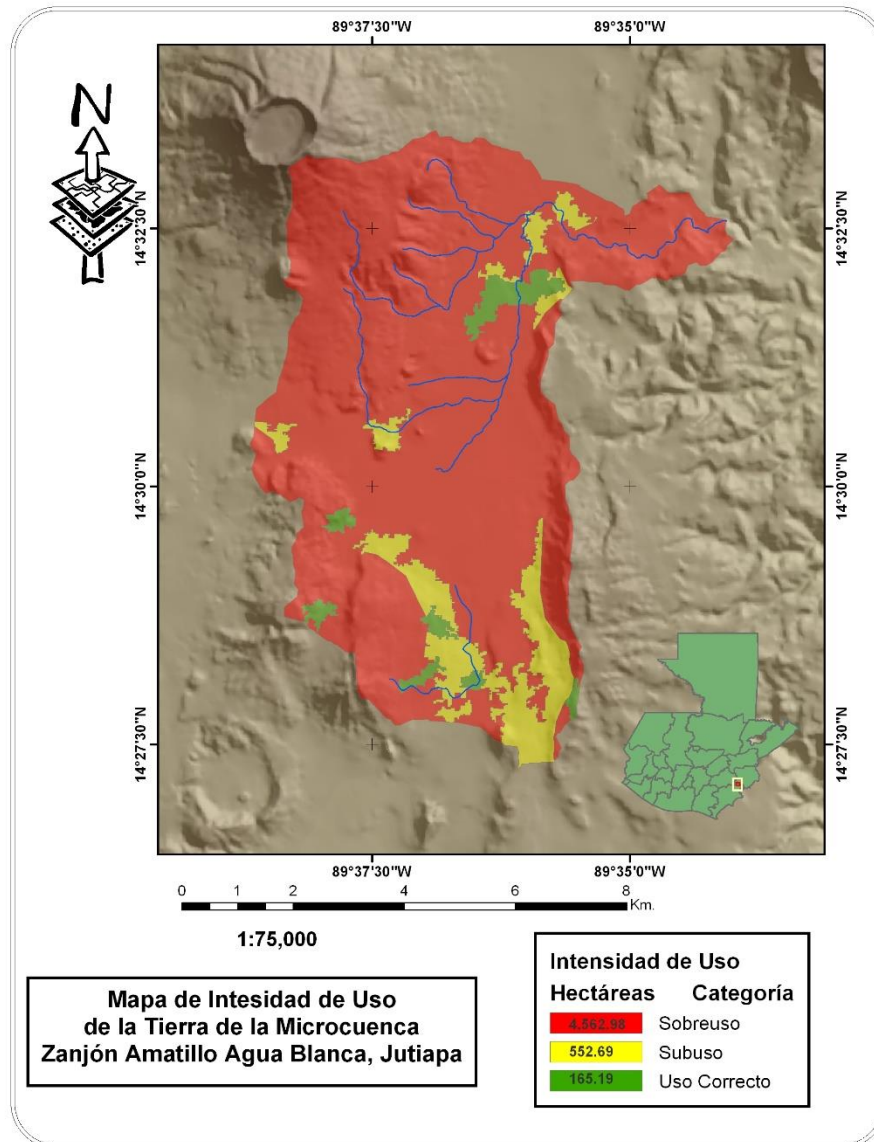 89°37'30"W 89°35'0"W
N
14°32'30"N 14°32'30"N
14°30'0"N 14°30'0"N
14°27'30"N 14°27'30"N
89°37'30"W 89°35'0"W
0 1 2 4 6 8
Km.
1:75,000
Mapa de Intesidad de Uso
de la Tierra de la Microcuenca
Zanjón Amatillo Agua Blanca, Jutiapa
Intensidad de Uso
Hectáreas Categoría
4.562.98 Sobreuso
552.69 Subuso
165.19 Uso Correcto